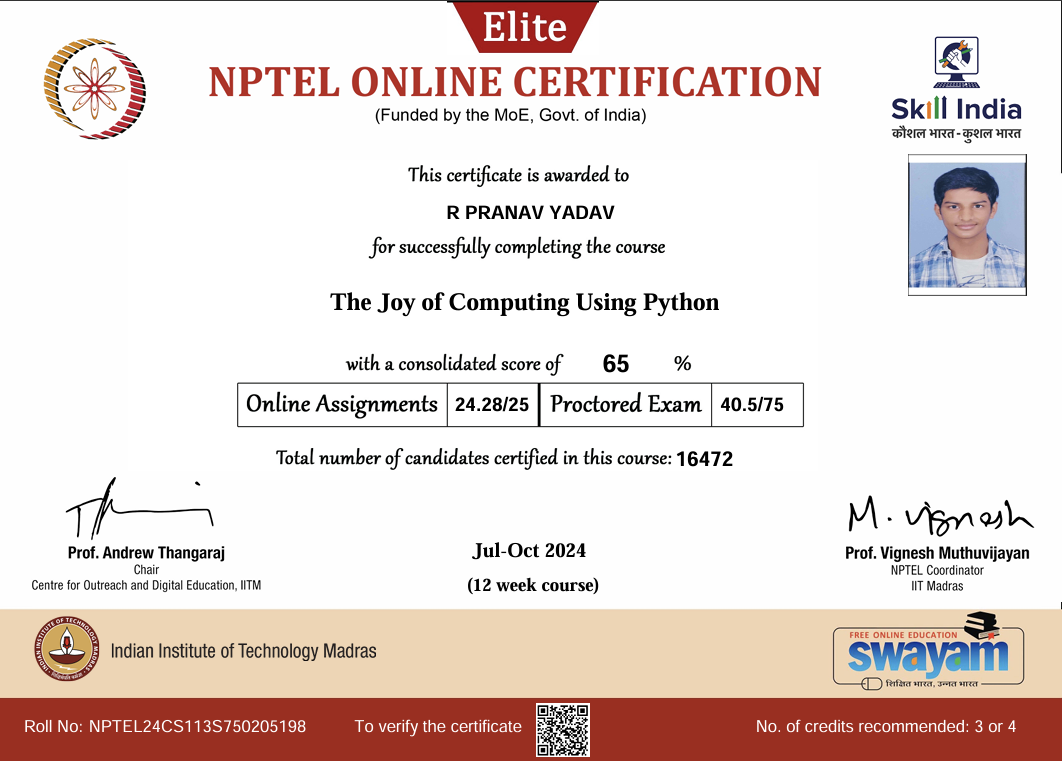 Elite
NPTEL ONLINE CERTIFICATION
(Funded by the MoE, Govt. of India)
Skill India
कौशल भारत - कुशल भारत
This certificate is awarded to
R PRANAV YADAV
for successfully completing the course
The Joy of Computing Using Python
with a consolidated score of 65 %
Online Assignments 24.28/25 Proctored Exam 40.5/75
Total number of candidates certified in this course: 16472
M. Vignesh
Prof. Andrew Thangaraj
Chair
Centre for Outreach and Digital Education, IITM
Jul-Oct 2024
(12 week course)
Prof. Vignesh Muthuvijayan
NPTEL Coordinator
IIT Madras
INDIAN INSTITUTE OF TECHNOLOGY MADRAS
Indian Institute of Technology Madras
FREE ONLINE EDUCATION
swayam
शिक्षित भारत, उन्नत भारत
Roll No: NPTEL24CS113S750205198
To verify the certificate
No. of credits recommended: 3 or 4